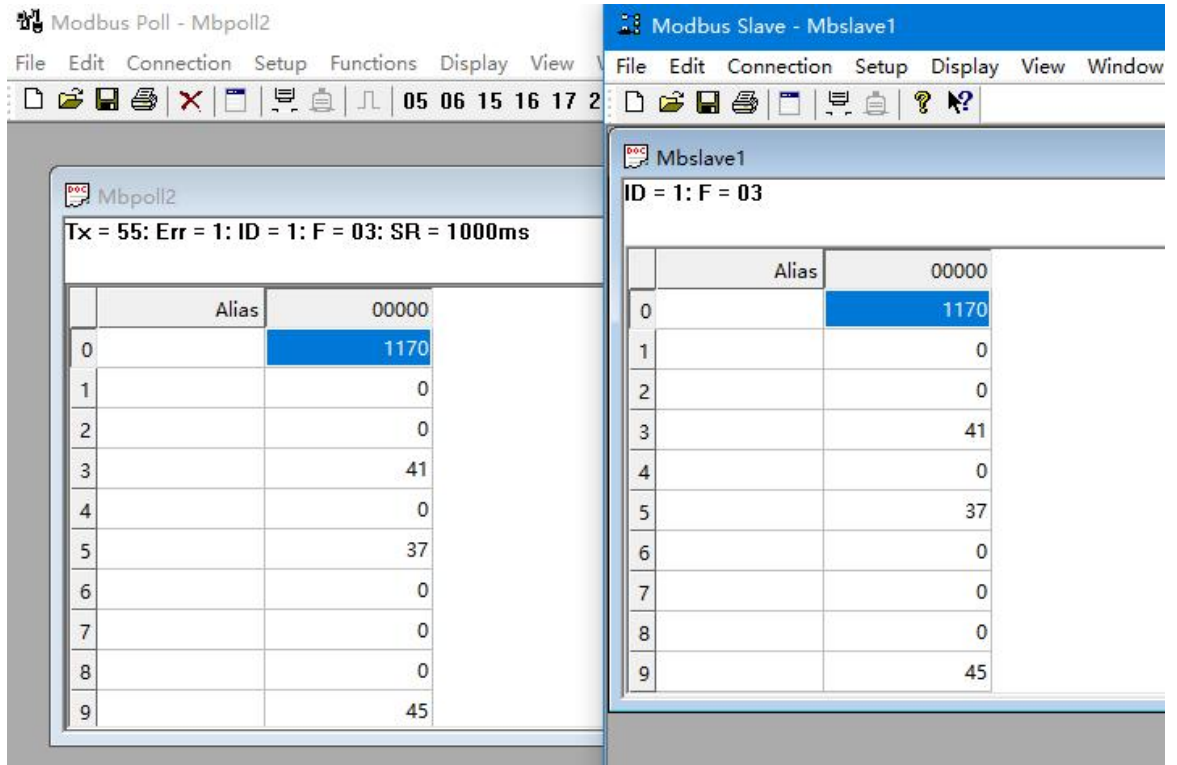 Modbus Poll - Mbpoll2
File Edit Connection Setup Functions Display View
05 06 15 16 17 2
DOC Mbpoll2
Tx = 55: Err = 1: ID = 1: F = 03: SR = 1000ms
Alias 00000
0 1170
1 0
2 0
3 41
4 0
5 37
6 0
7 0
8 0
9 45
Modbus Slave - Mbslave1
File Edit Connection Setup Display View Window
DOC Mbslave1
ID = 1: F = 03
Alias 00000
0 1170
1 0
2 0
3 41
4 0
5 37
6 0
7 0
8 0
9 45